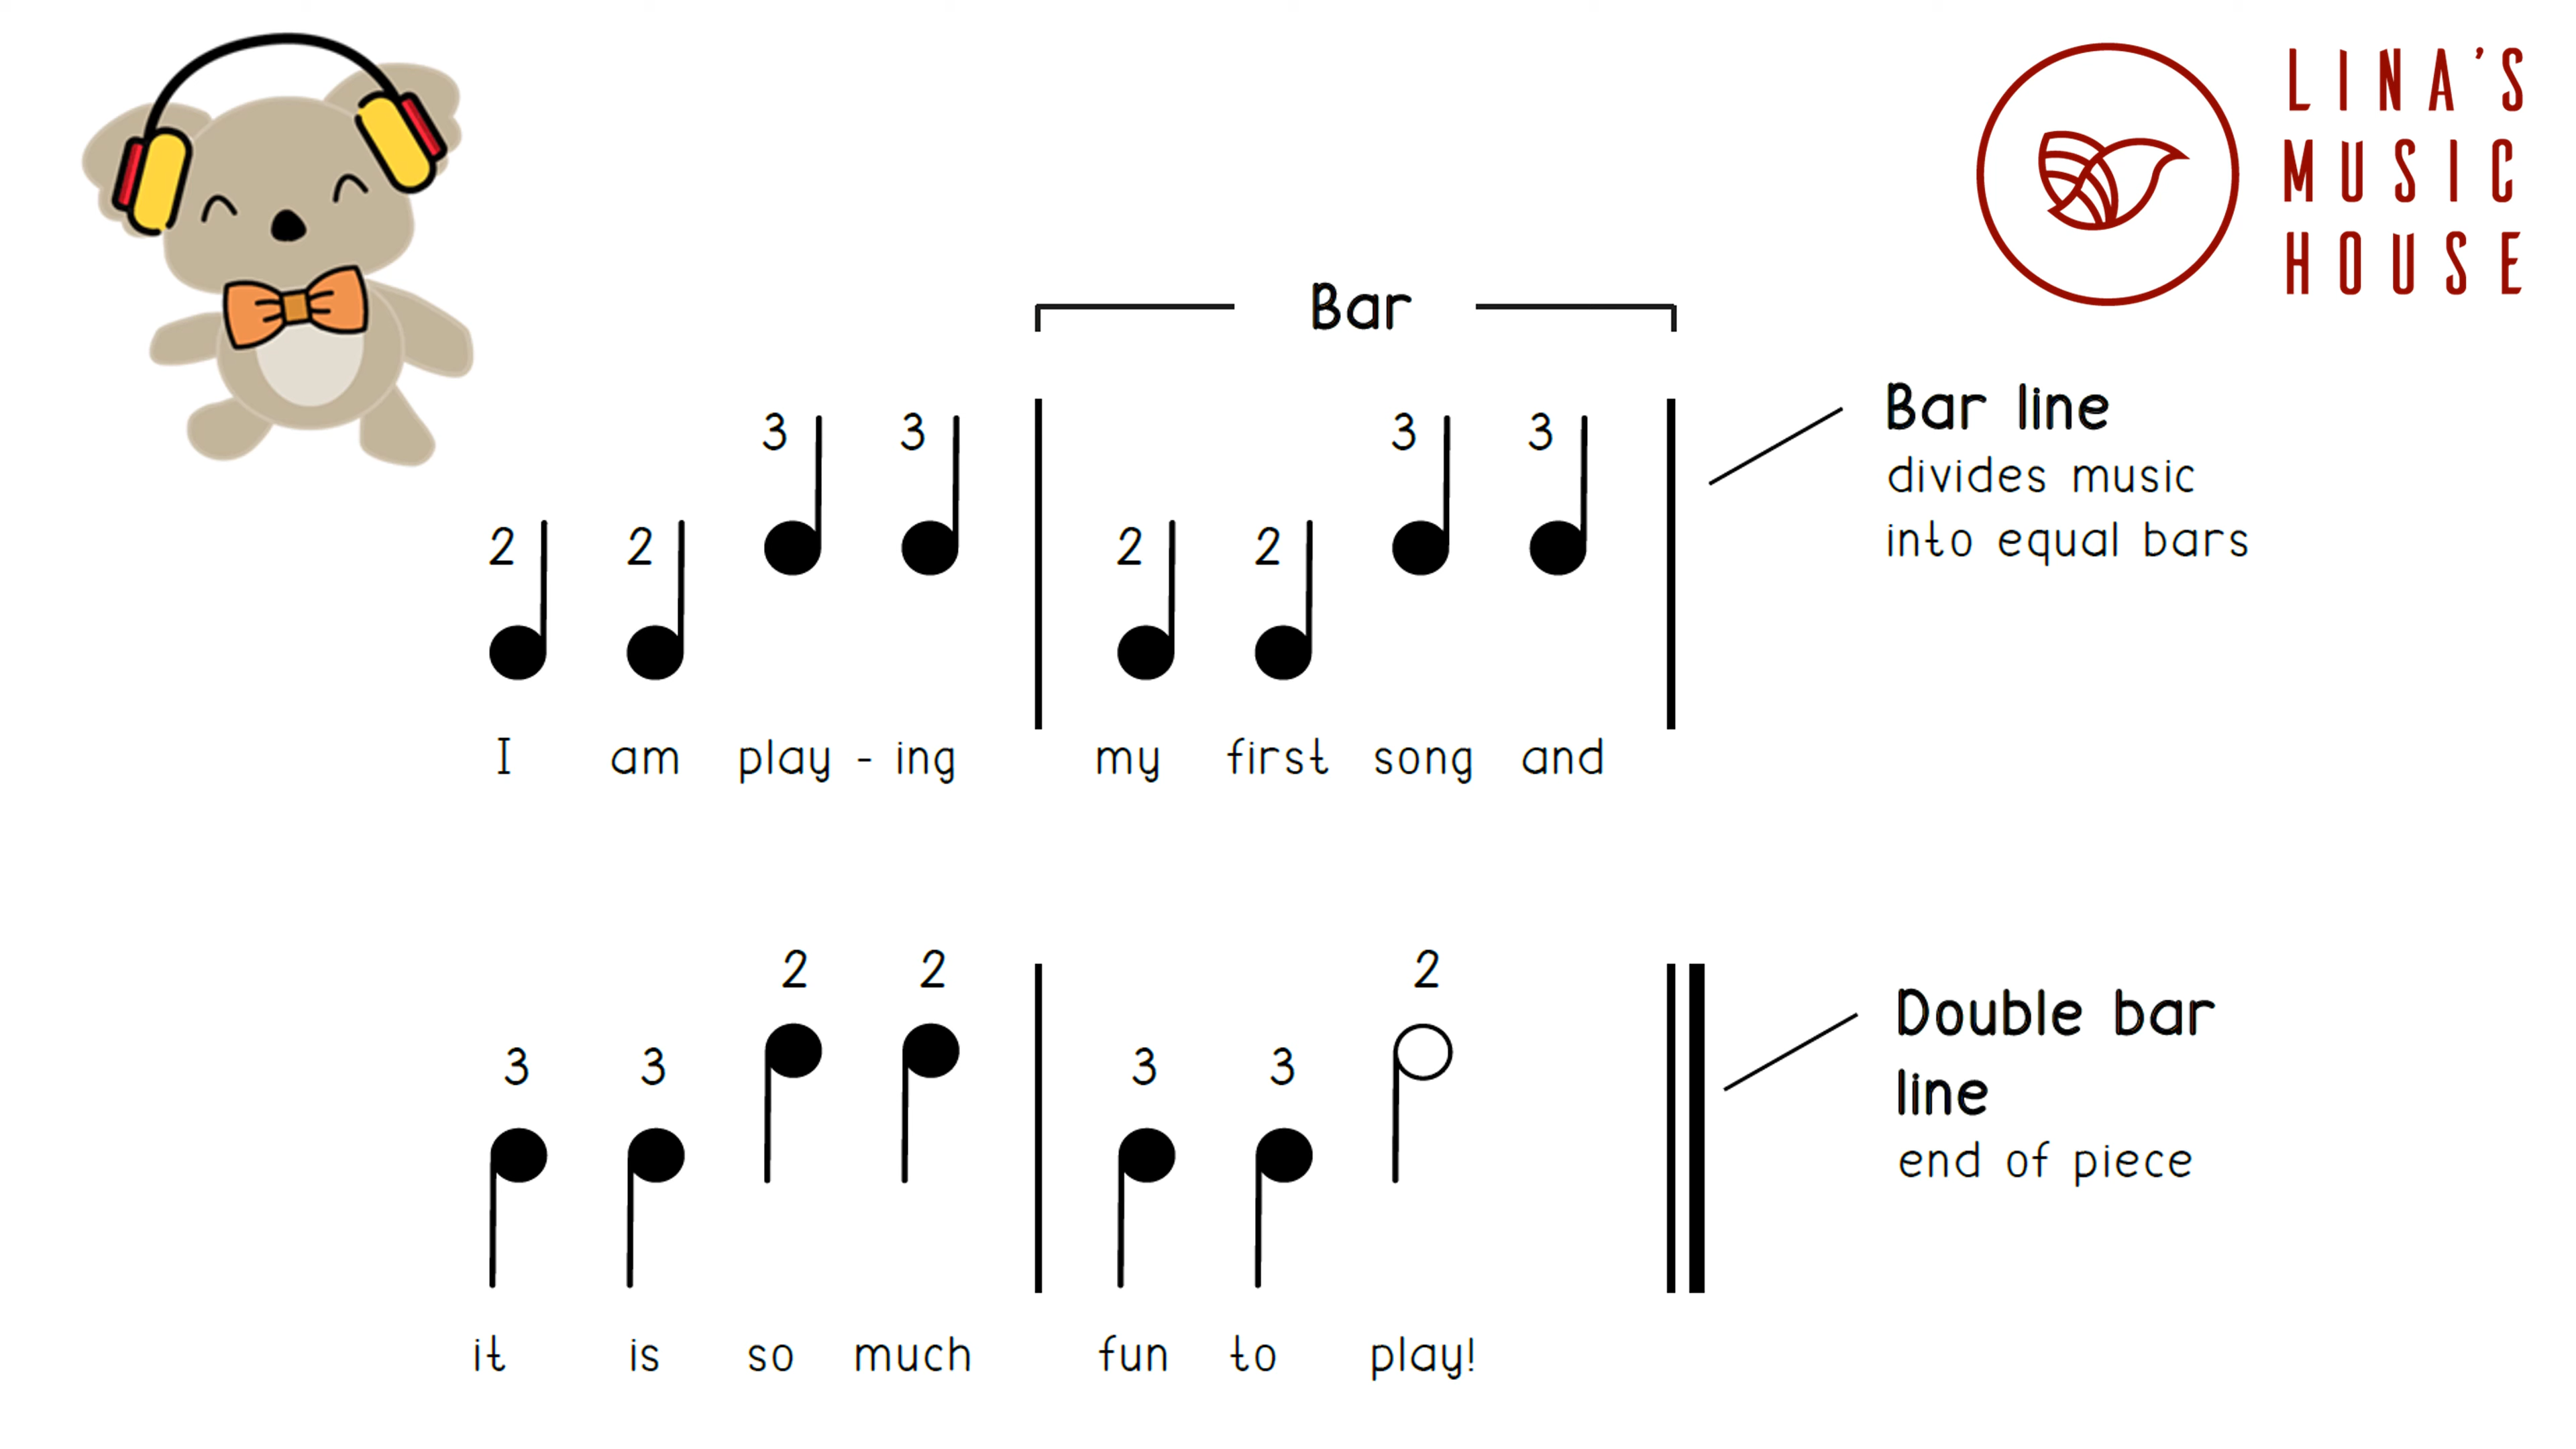 LINA'S
MUSIC
HOUSE
Bar
Bar line
divides music
into equal bars
3 3 3 3
2 2 2 2
I am play - ing my first song and
2 2 2
3 3 3 3
Double bar
line
end of piece
it is so much fun to play!